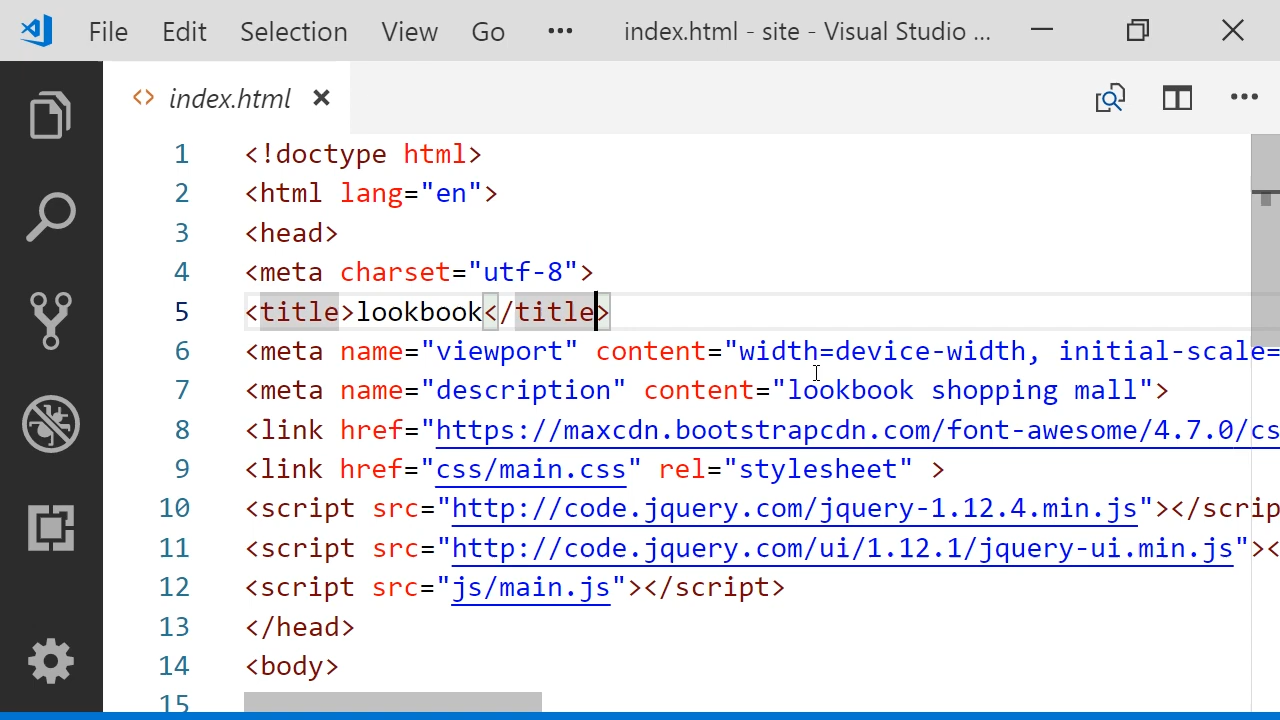 File Edit Selection View Go ••• index.html - site - Visual Studio ...
index.html
1 <!doctype html>
2 <html lang="en">
3 <head>
4 <meta charset="utf-8">
5 <title>lookbook</title>
6 <meta name="viewport" content="width=device-width, initial-scale=
7 <meta name="description" content="lookbook shopping mall">
8 <link href="https://maxcdn.bootstrapcdn.com/font-awesome/4.7.0/cs
9 <link href="css/main.css" rel="stylesheet" >
10 <script src="http://code.jquery.com/jquery-1.12.4.min.js"></scrip
11 <script src="http://code.jquery.com/ui/1.12.1/jquery-ui.min.js"><
12 <script src="js/main.js"></script>
13 </head>
14 <body>
15